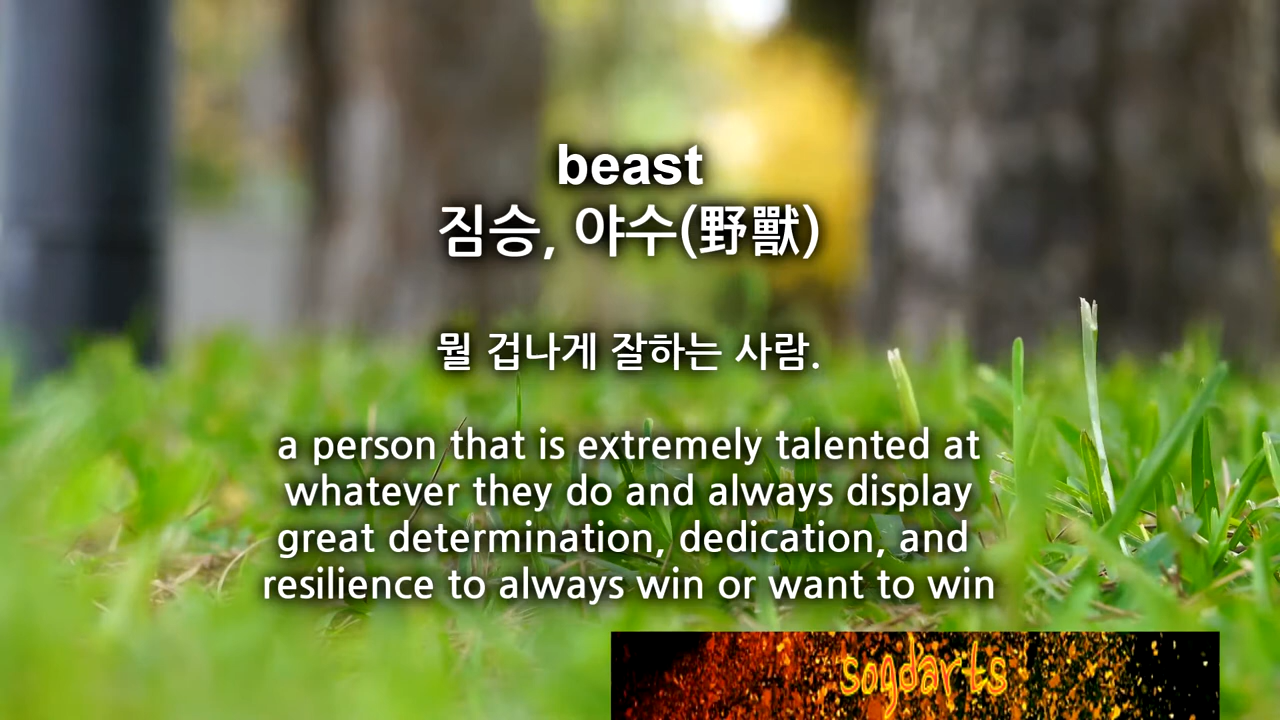 beast
짐승, 야수(野獸)
뭘 겁나게 잘하는 사람.
a person that is extremely talented at
whatever they do and always display
great determination, dedication, and
resilience to always win or want to win
sogdarts